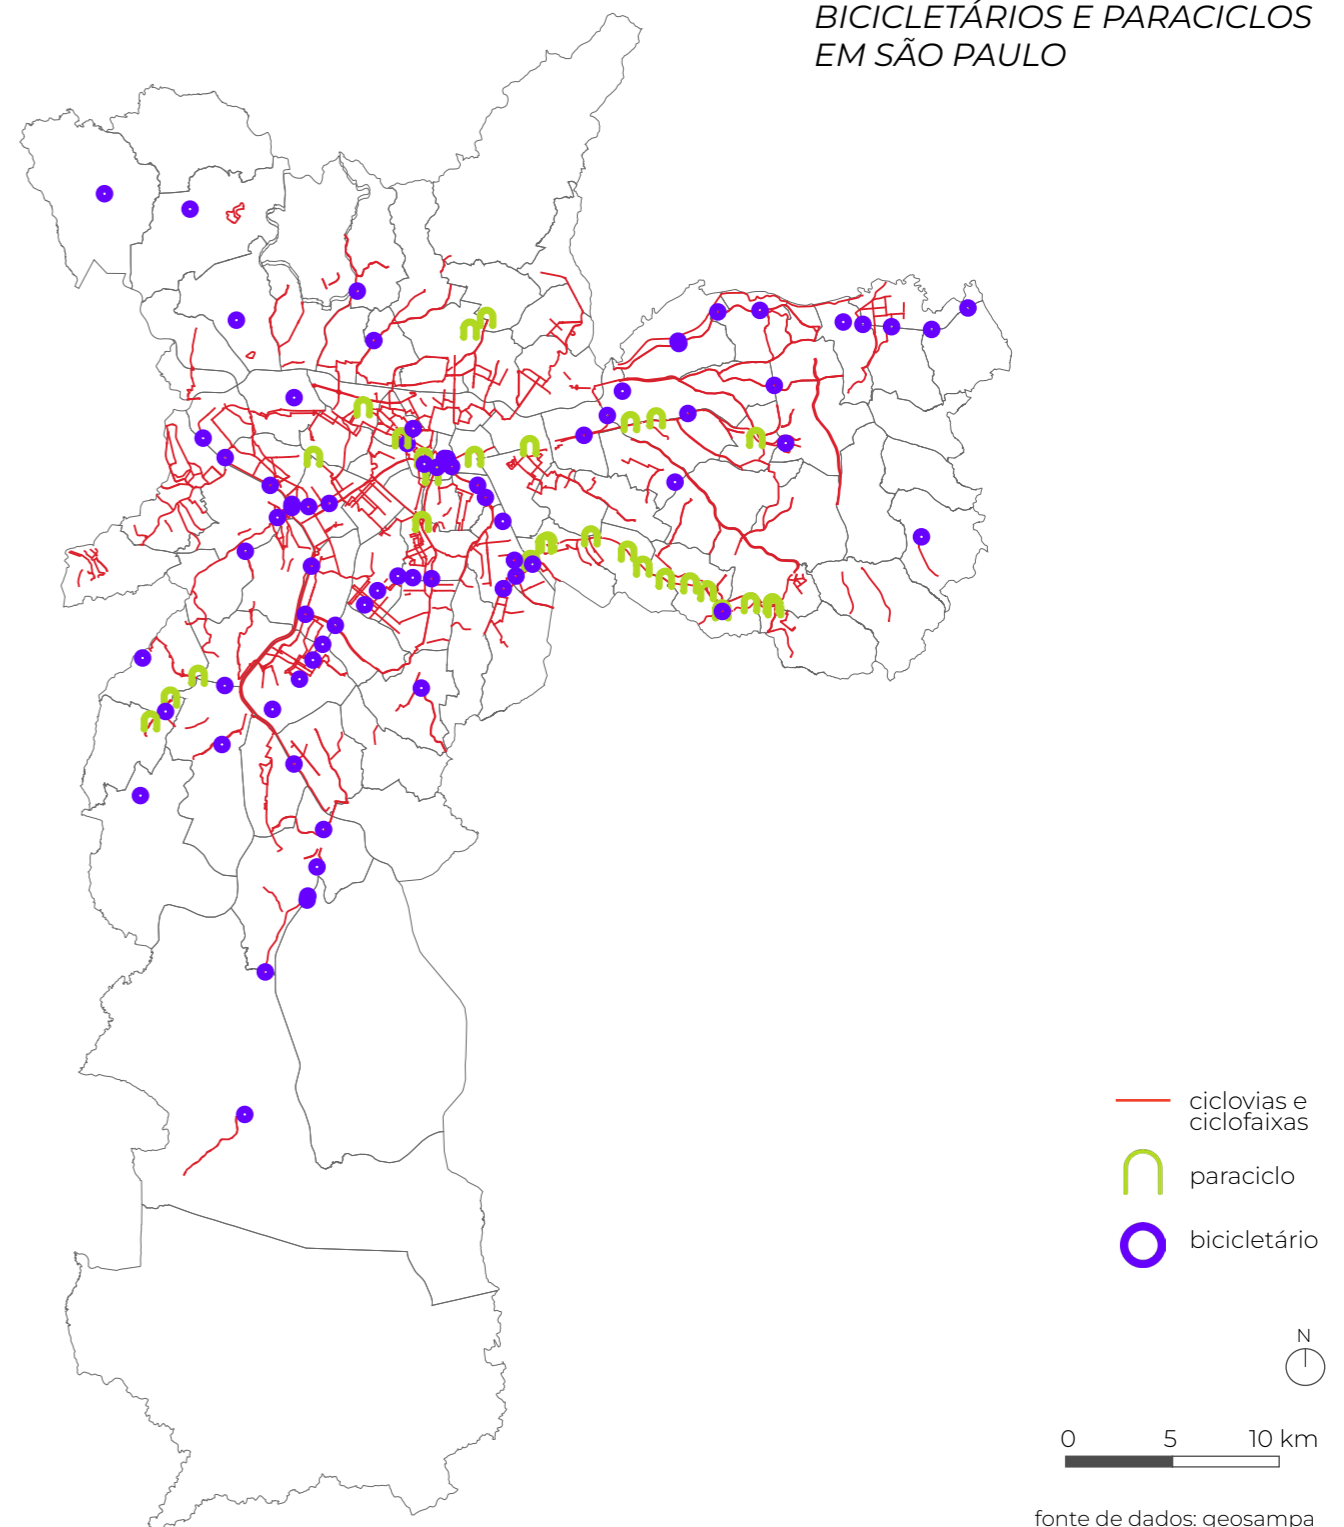 BICICLETÁRIOS E PARACICLOS
EM SÃO PAULO
ciclovias e
ciclofaixas
paraciclo
bicicletário
N
0 5 10 km
fonte de dados: geosampa